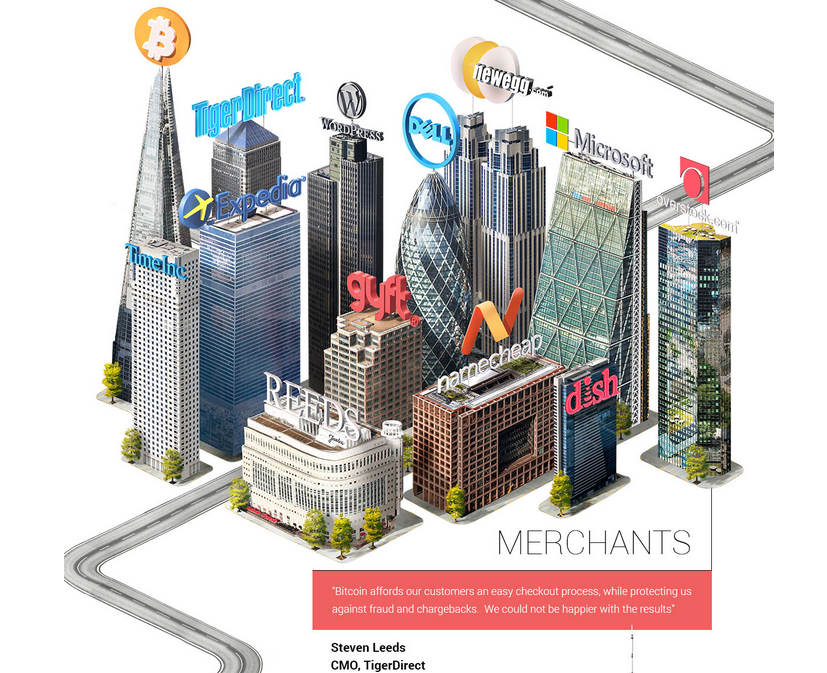 TigerDirect
WORDPRESS
DELL
newegg.com
Microsoft
overstock.com
Expedia
TimeInc
gyft
namecheap
dish
REEDS
MERCHANTS
"Bitcoin affords our customers an easy checkout process, while protecting us
against fraud and chargebacks. We could not be happier with the results"
Steven Leeds
CMO, TigerDirect